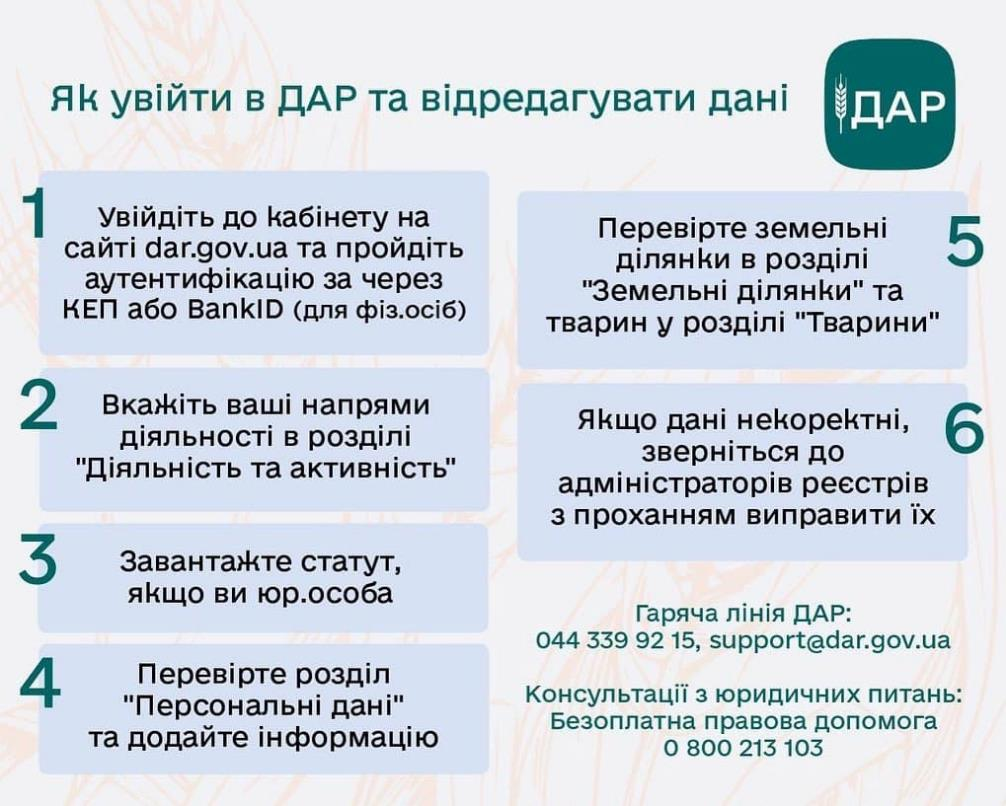 Як увійти в ДАР та відредагувати дані
ДАР
1
Увійдіть до кабінету на
сайті dar.gov.ua та пройдіть
аутентифікацію за через
КЕП або BankID (для фіз.осіб)
2
Вкажіть ваші напрями
діяльності в розділі
"Діяльність та активність"
3
Завантажте статут,
якщо ви юр.особа
4
Перевірте розділ
"Персональні дані"
та додайте інформацію
5
Перевірте земельні
ділянки в розділі
"Земельні ділянки" та
тварин у розділі "Тварини"
6
Якщо дані некоректні,
зверніться до
адміністраторів реєстрів
з проханням виправити їх
Гаряча лінія ДАР:
044 339 92 15, support@dar.gov.ua
Консультації з юридичних питань:
Безоплатна правова допомога
0 800 213 103